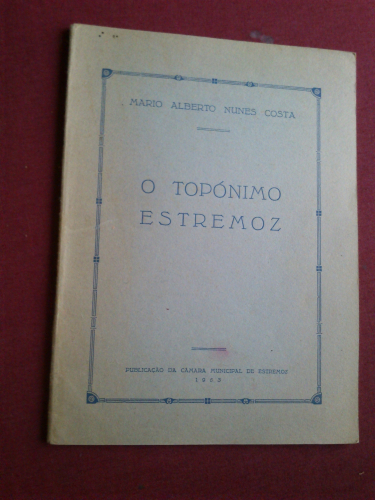 MARIO ALBERTO NUNES COSTA
O TOPÓNIMO
ESTREMOZ
PUBLICAÇÃO DA CÂMARA MUNICIPAL DE ESTREMOZ